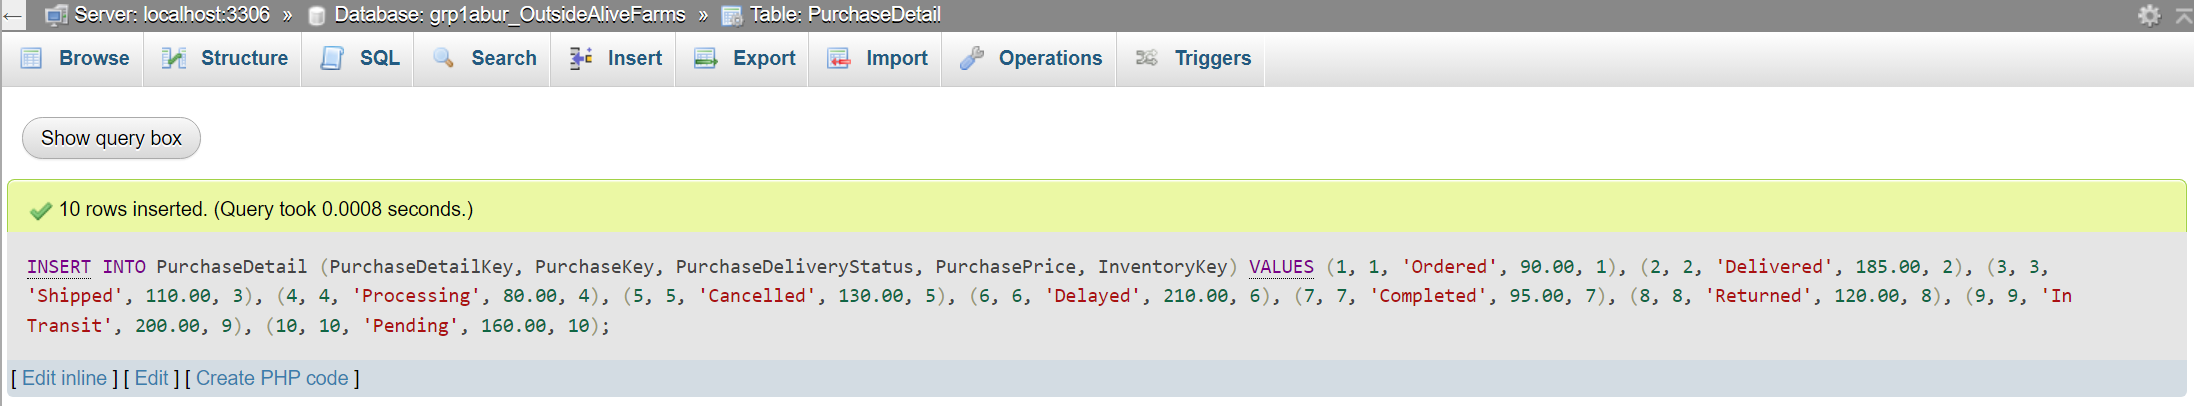 ← Server: localhost:3306 » Database: grp1abur_OutsideAliveFarms » Table: PurchaseDetail
Browse Structure SQL Search Insert Export Import Operations Triggers
Show query box
10 rows inserted. (Query took 0.0008 seconds.)
INSERT INTO PurchaseDetail (PurchaseDetailKey, PurchaseKey, PurchaseDeliveryStatus, PurchasePrice, InventoryKey) VALUES (1, 1, 'Ordered', 90.00, 1), (2, 2, 'Delivered', 185.00, 2), (3, 3,
'Shipped', 110.00, 3), (4, 4, 'Processing', 80.00, 4), (5, 5, 'Cancelled', 130.00, 5), (6, 6, 'Delayed', 210.00, 6), (7, 7, 'Completed', 95.00, 7), (8, 8, 'Returned', 120.00, 8), (9, 9, 'In
Transit', 200.00, 9), (10, 10, 'Pending', 160.00, 10);
[ Edit inline ] [ Edit ] [ Create PHP code ]